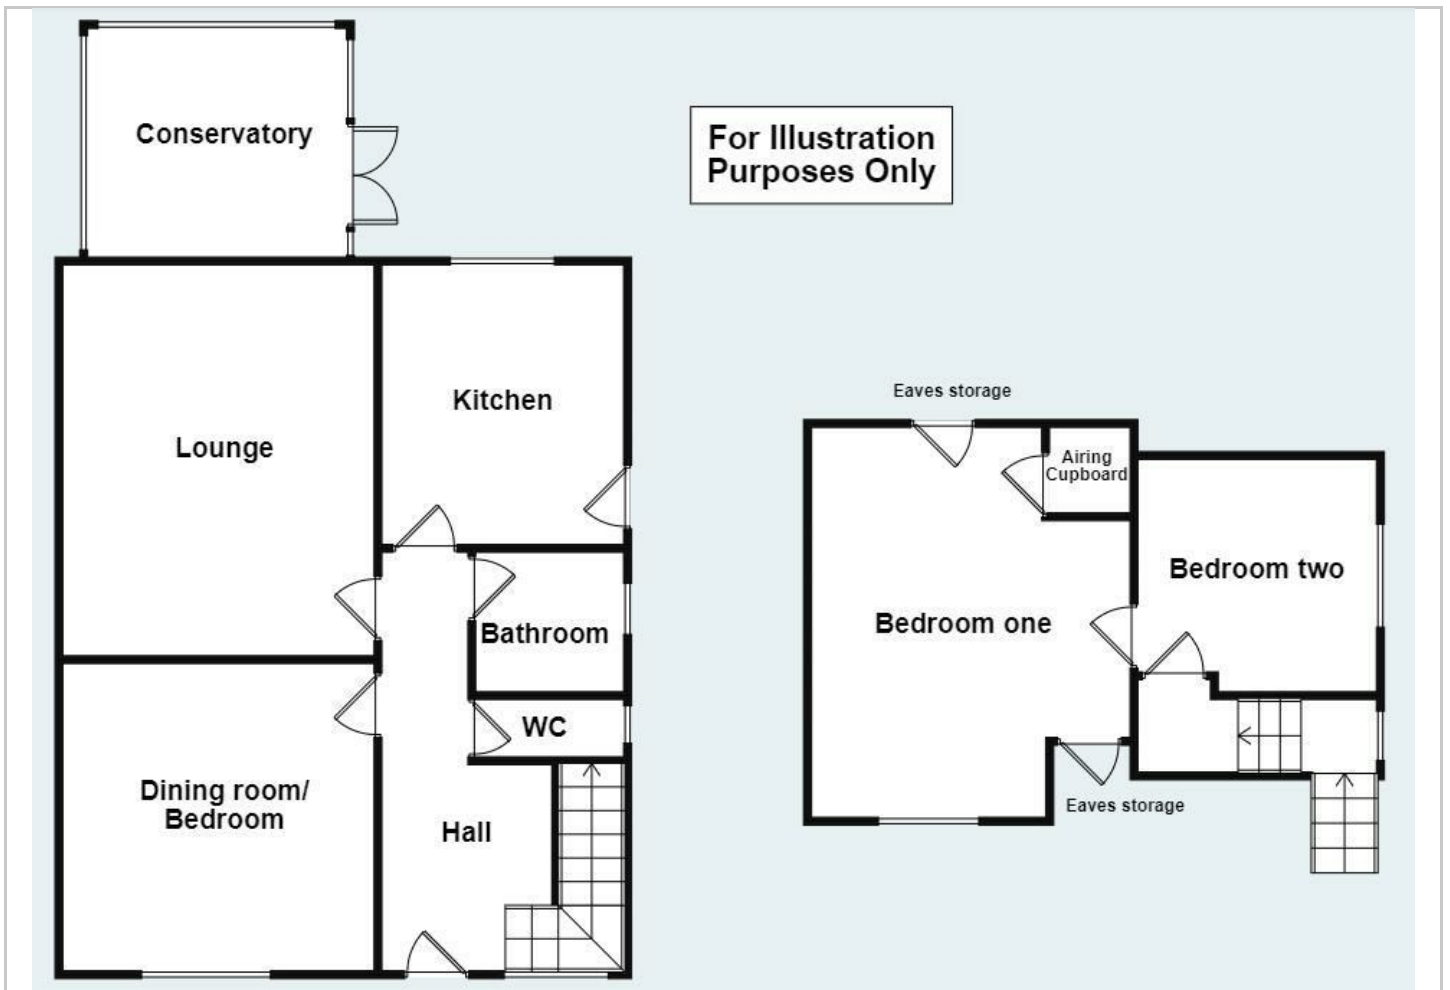 Conservatory
For Illustration
Purposes Only
Kitchen
Lounge
Bathroom
WC
Dining room/
Bedroom
Hall
Eaves storage
Airing
Cupboard
Bedroom two
Bedroom one
Eaves storage